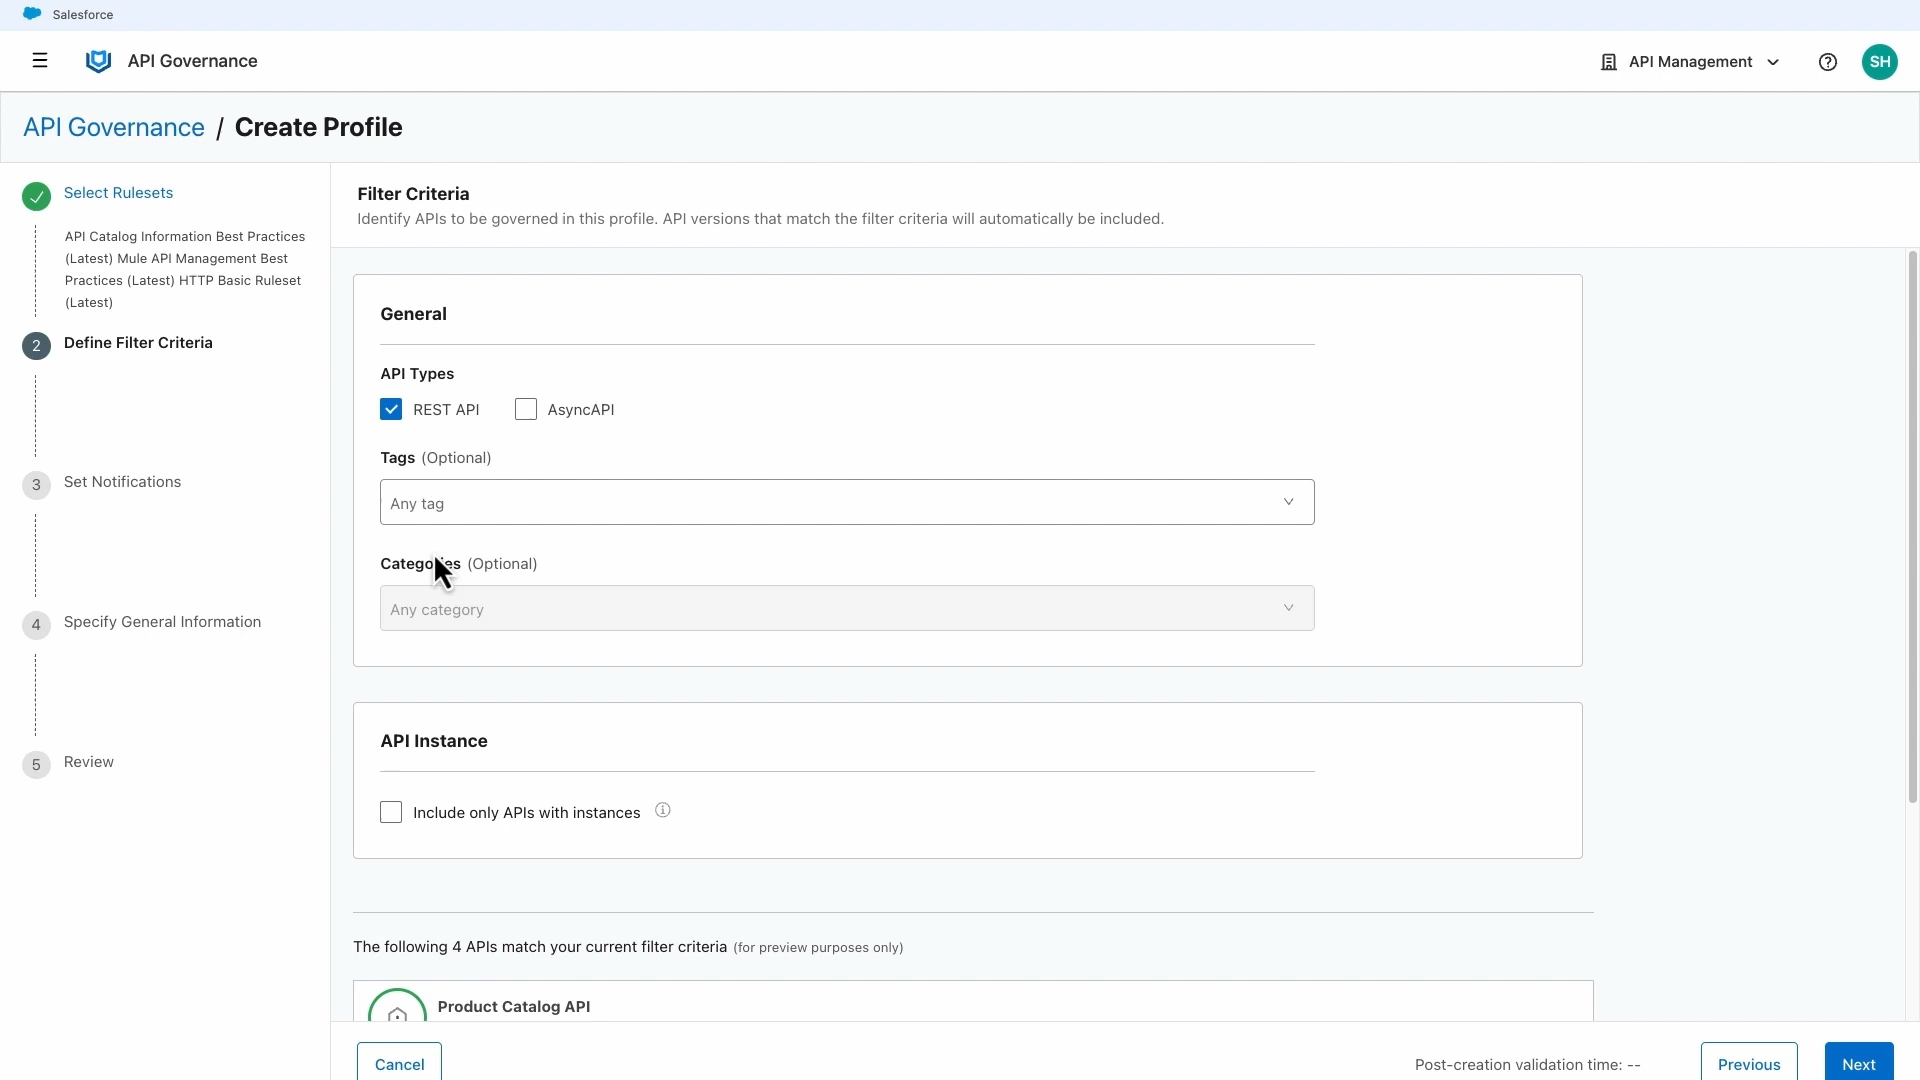 Salesforce
API Governance
API Management
SH
API Governance / Create Profile
Select Rulesets
API Catalog Information Best Practices
(Latest) Mule API Management Best
Practices (Latest) HTTP Basic Ruleset
(Latest)
2 Define Filter Criteria
3 Set Notifications
4 Specify General Information
5 Review
Filter Criteria
Identify APIs to be governed in this profile. API versions that match the filter criteria will automatically be included.
General
API Types
REST API
AsyncAPI
Tags (Optional)
Any tag
Categories (Optional)
Any category
API Instance
Include only APIs with instances
The following 4 APIs match your current filter criteria (for preview purposes only)
Product Catalog API
Cancel
Post-creation validation time: --
Previous
Next